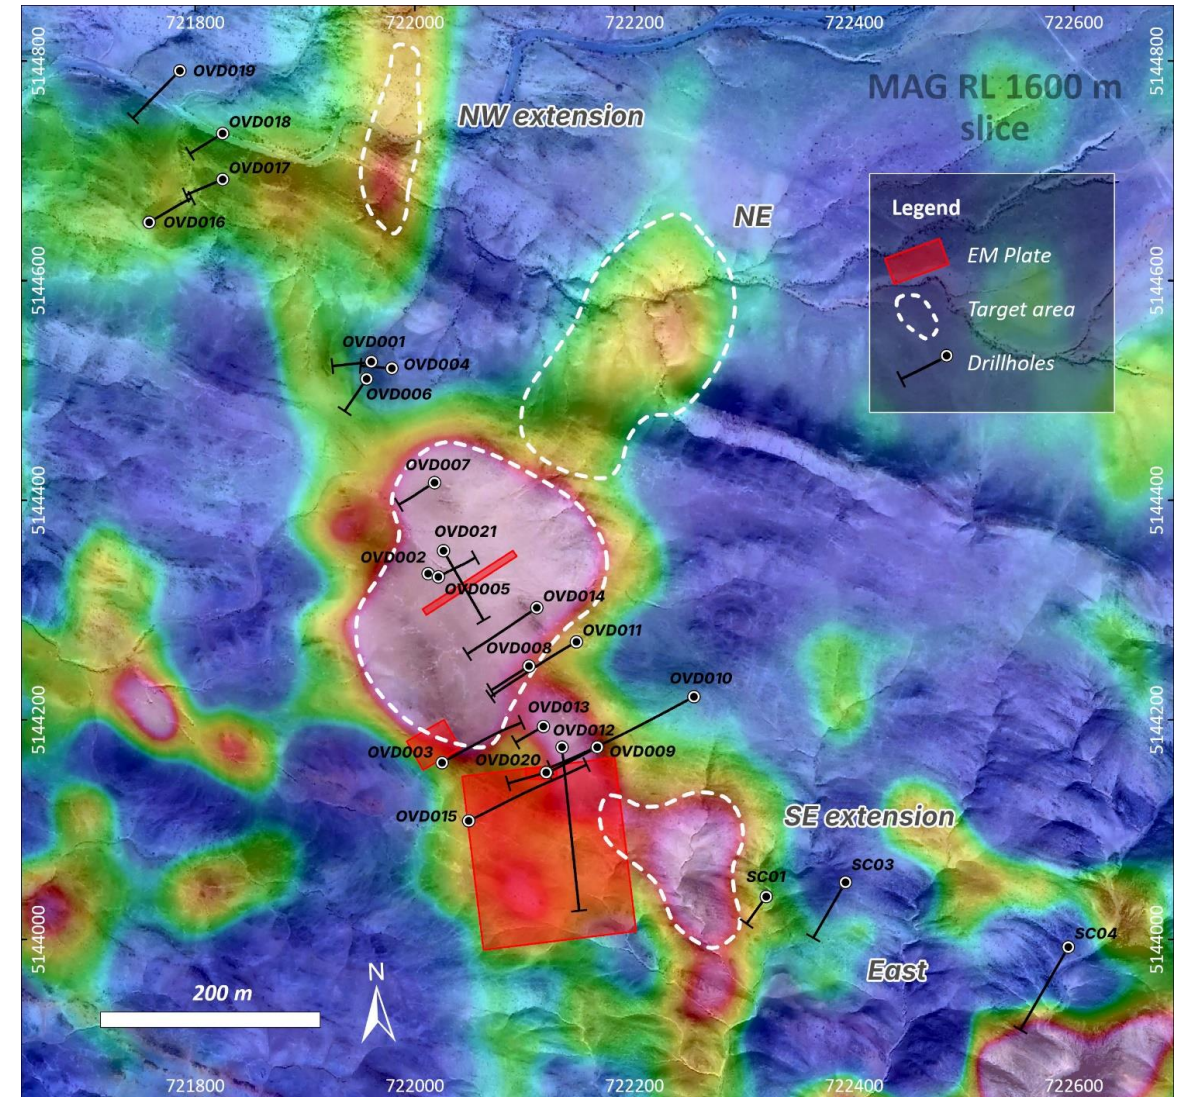 721800
722000
722200
722400
722600
5144800
5144800
MAG RL 1600 m
slice
OVD019
NW extension
OVD018
OVD017
OVD016
NE
Legend
EM Plate
Target area
Drillholes
5144600
5144600
OVD001
OVD004
OVD006
5144400
5144400
OVD007
OVD021
OVD002
OVD005
OVD014
OVD011
OVD008
OVD010
5144200
5144200
OVD013
OVD012
OVD003
OVD020
OVD009
OVD015
SE extension
SC01
SC03
SC04
5144000
5144000
East
N
200 m
721800
722000
722200
722400
722600